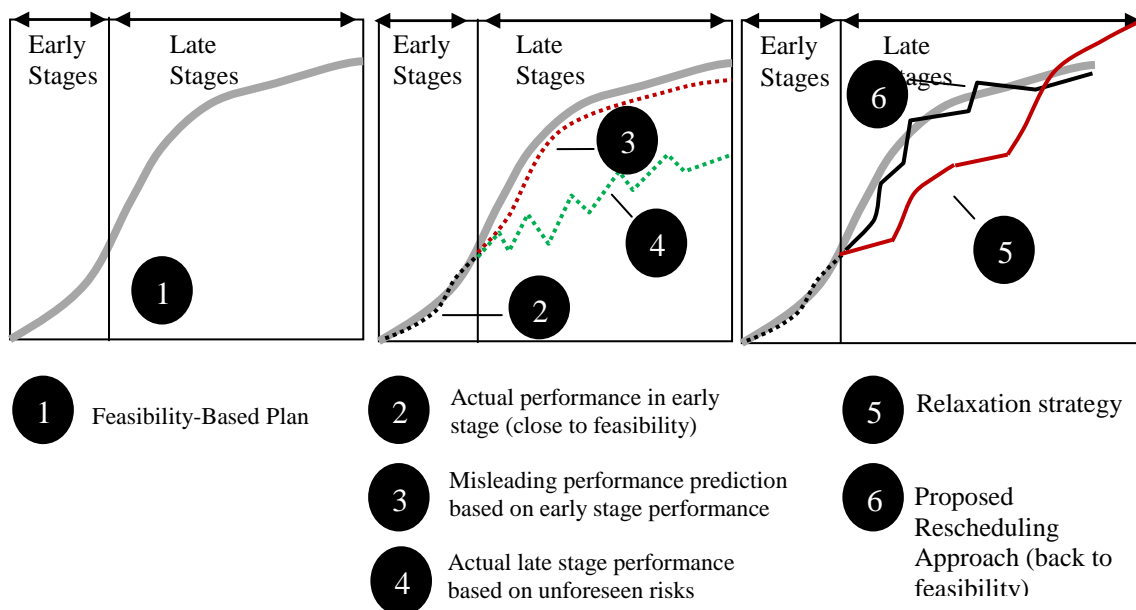 Early
Stages
Late
Stages
1
Early
Stages
Late
Stages
3
4
2
Early
Stages
Late
Stages
6
5
1
Feasibility-Based Plan
2
Actual performance in early
stage (close to feasibility)
3
Misleading performance prediction
based on early stage performance
4
Actual late stage performance
based on unforeseen risks
5
Relaxation strategy
6
Proposed
Rescheduling
Approach (back to
feasibility)